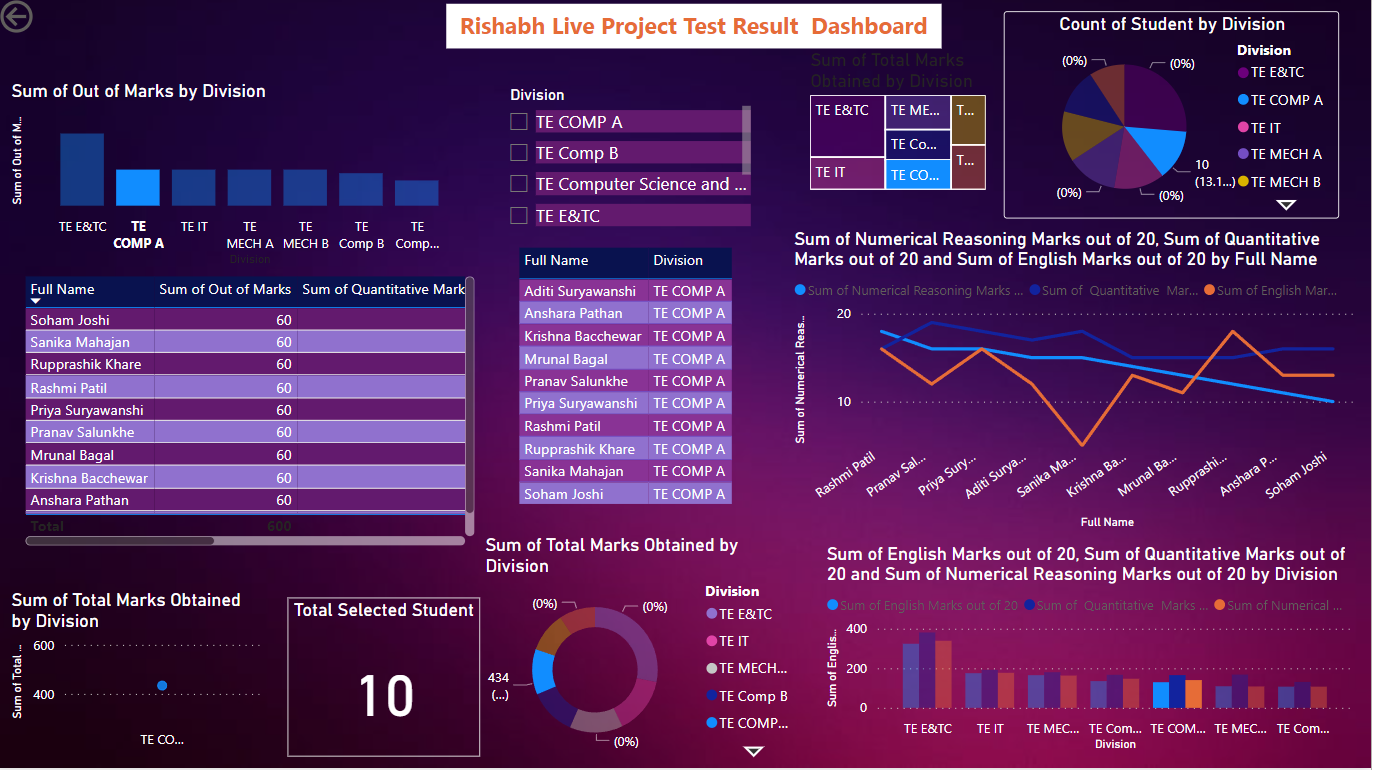 Rishabh Live Project Test Result  Dashboard
Sum of Out of Marks by Division
Sum of Out of M...
TE E&TC
TE
COMP A
TE IT
TE
MECH A
TE
MECH B
TE
Comp B
TE
Comp...
Division
Division
TE COMP A
TE Comp B
TE Computer Science and ...
TE E&TC
Sum of Total Marks
Obtained by Division
TE E&TC
TE ME...
T...
TE Co...
TE IT
TE CO...
T...
Count of Student by Division
(0%)
(0%)
10
(13.1...)
(0%)
(0%)
Division
TE E&TC
TE COMP A
TE IT
TE MECH A
TE MECH B
Full Name
Sum of Out of Marks
Sum of Quantitative Mark
Soham Joshi 60
Sanika Mahajan 60
Rupprashik Khare 60
Rashmi Patil 60
Priya Suryawanshi 60
Pranav Salunkhe 60
Mrunal Bagal 60
Krishna Bacchewar 60
Anshara Pathan 60
Total 600
Full Name Division
Aditi Suryawanshi TE COMP A
Anshara Pathan TE COMP A
Krishna Bacchewar TE COMP A
Mrunal Bagal TE COMP A
Pranav Salunkhe TE COMP A
Priya Suryawanshi TE COMP A
Rashmi Patil TE COMP A
Rupprashik Khare TE COMP A
Sanika Mahajan TE COMP A
Soham Joshi TE COMP A
Sum of Numerical Reasoning Marks out of 20, Sum of Quantitative
Marks out of 20 and Sum of English Marks out of 20 by Full Name
Sum of Numerical Reasoning Marks ...
Sum of  Quantitative  Mar...
Sum of English Mar...
Sum of Numerical Reas...
20
10
Rashmi Patil
Pranav Sal...
Priya Sury...
Aditi Surya...
Sanika Ma...
Krishna Ba...
Mrunal Ba...
Rupprashi...
Anshara P...
Soham Joshi
Full Name
Sum of Total Marks Obtained
by Division
Sum of Total ...
600
400
TE CO...
Total Selected Student
10
Sum of Total Marks Obtained by
Division
(0%)
(0%)
434
(...)
(0%)
Division
TE E&TC
TE IT
TE MECH...
TE Comp B
TE COMP...
Sum of English Marks out of 20, Sum of Quantitative Marks out of
20 and Sum of Numerical Reasoning Marks out of 20 by Division
Sum of English Marks out of 20
Sum of  Quantitative  Marks ...
Sum of Numerical ...
Sum of Englis...
400
200
0
TE E&TC
TE IT
TE MEC...
TE Com...
TE COM...
TE MEC...
TE Com...
Division